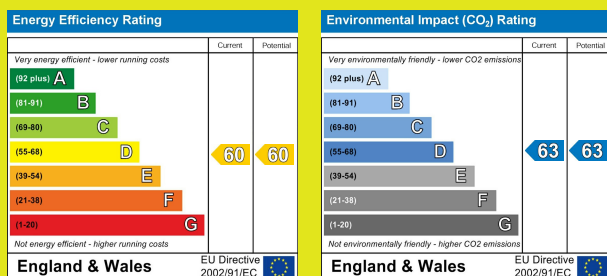 Energy Efficiency Rating
Current Potential
Very energy efficient - lower running costs
(92 plus) A
(81-91) B
(69-80) C
(55-68) D
60 60
(39-54) E
(21-38) F
(1-20) G
Not energy efficient - higher running costs
England & Wales
EU Directive
2002/91/EC
Environmental Impact (CO₂) Rating
Current Potential
Very environmentally friendly - lower CO2 emissions
(92 plus) A
(81-91) B
(69-80) C
(55-68) D
63 63
(39-54) E
(21-38) F
(1-20) G
Not environmentally friendly - higher CO2 emissions
England & Wales
EU Directive
2002/91/EC